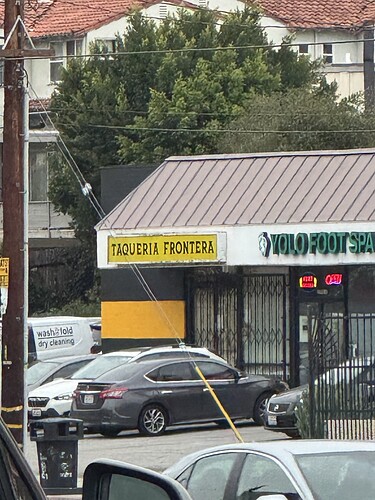 TAQUERIA FRONTERA
YOLO FOOT SPA
OPEN
wash&fold
dry cleaning